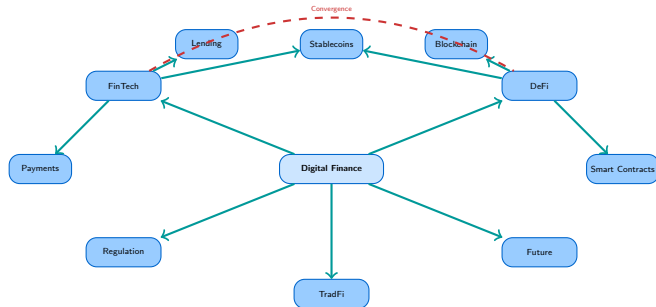 Convergence
Lending
Stablecoins
Blockchain
FinTech
DeFi
Payments
Digital Finance
Smart Contracts
Regulation
Future
TradFi